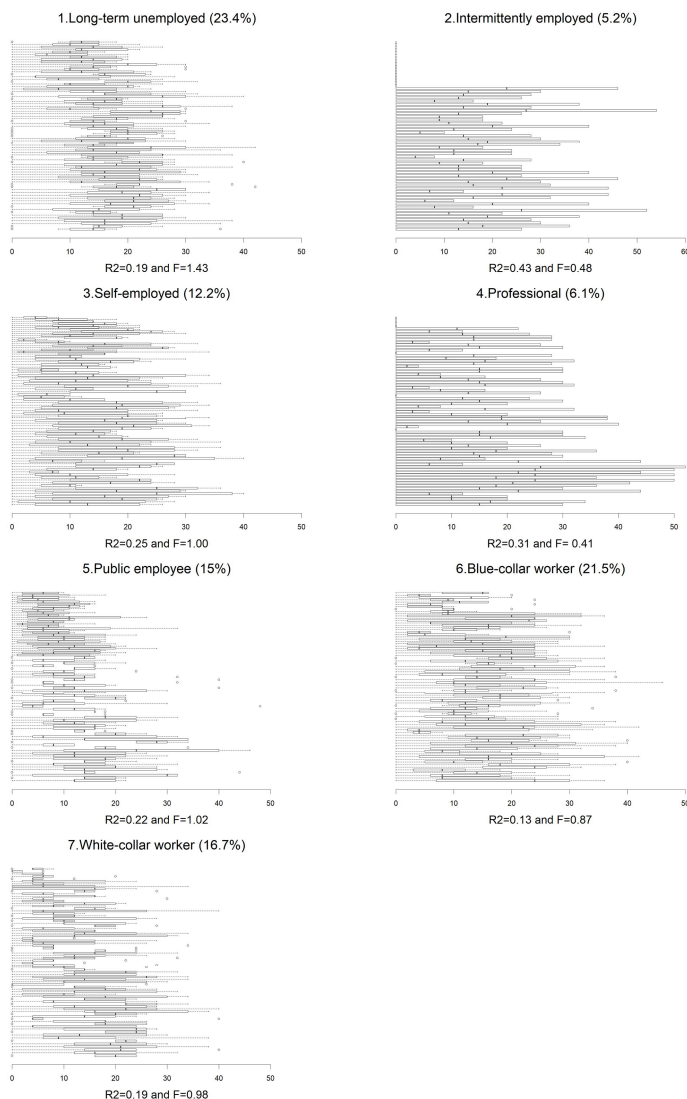 1.Long-term unemployed (23.4%)
2.Intermittently employed (5.2%)
0 10 20 30 40 50
0 10 20 30 40 50 60
R2=0.19 and F=1.43
R2=0.43 and F=0.48
3.Self-employed (12.2%)
4.Professional (6.1%)
0 10 20 30 40 50
0 10 20 30 40 50
R2=0.25 and F=1.00
R2=0.31 and F= 0.41
5.Public employee (15%)
6.Blue-collar worker (21.5%)
0 10 20 30 40 50
0 10 20 30 40 50
R2=0.22 and F=1.02
R2=0.13 and F=0.87
7.White-collar worker (16.7%)
0 10 20 30 40 50
R2=0.19 and F=0.98